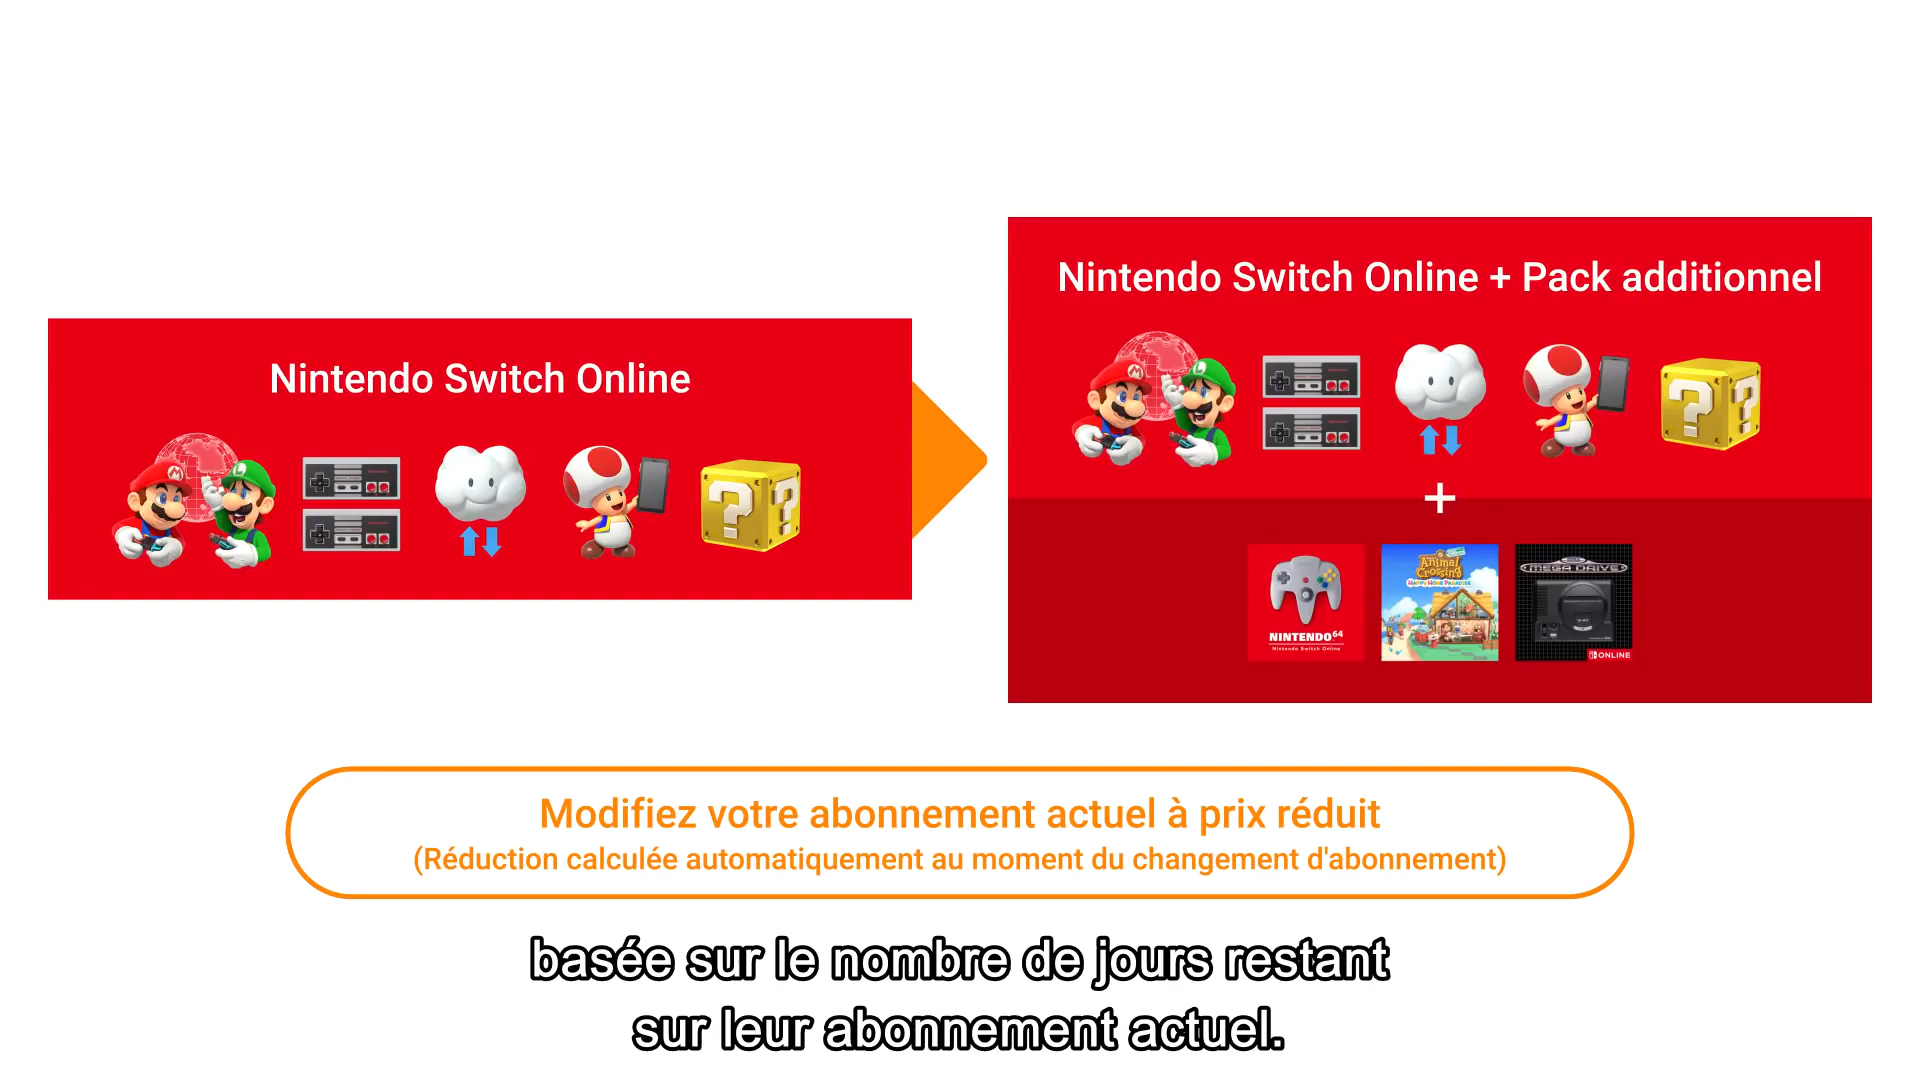 Nintendo Switch Online
Nintendo Switch Online + Pack additionnel
+
NINTENDO 64
Nintendo Switch Online
Animal
Crossing
HAPPY HOME PARADISE
MEGA DRIVE
ONLINE
Modifiez votre abonnement actuel à prix réduit
(Réduction calculée automatiquement au moment du changement d'abonnement)
basée sur le nombre de jours restant
sur leur abonnement actuel.